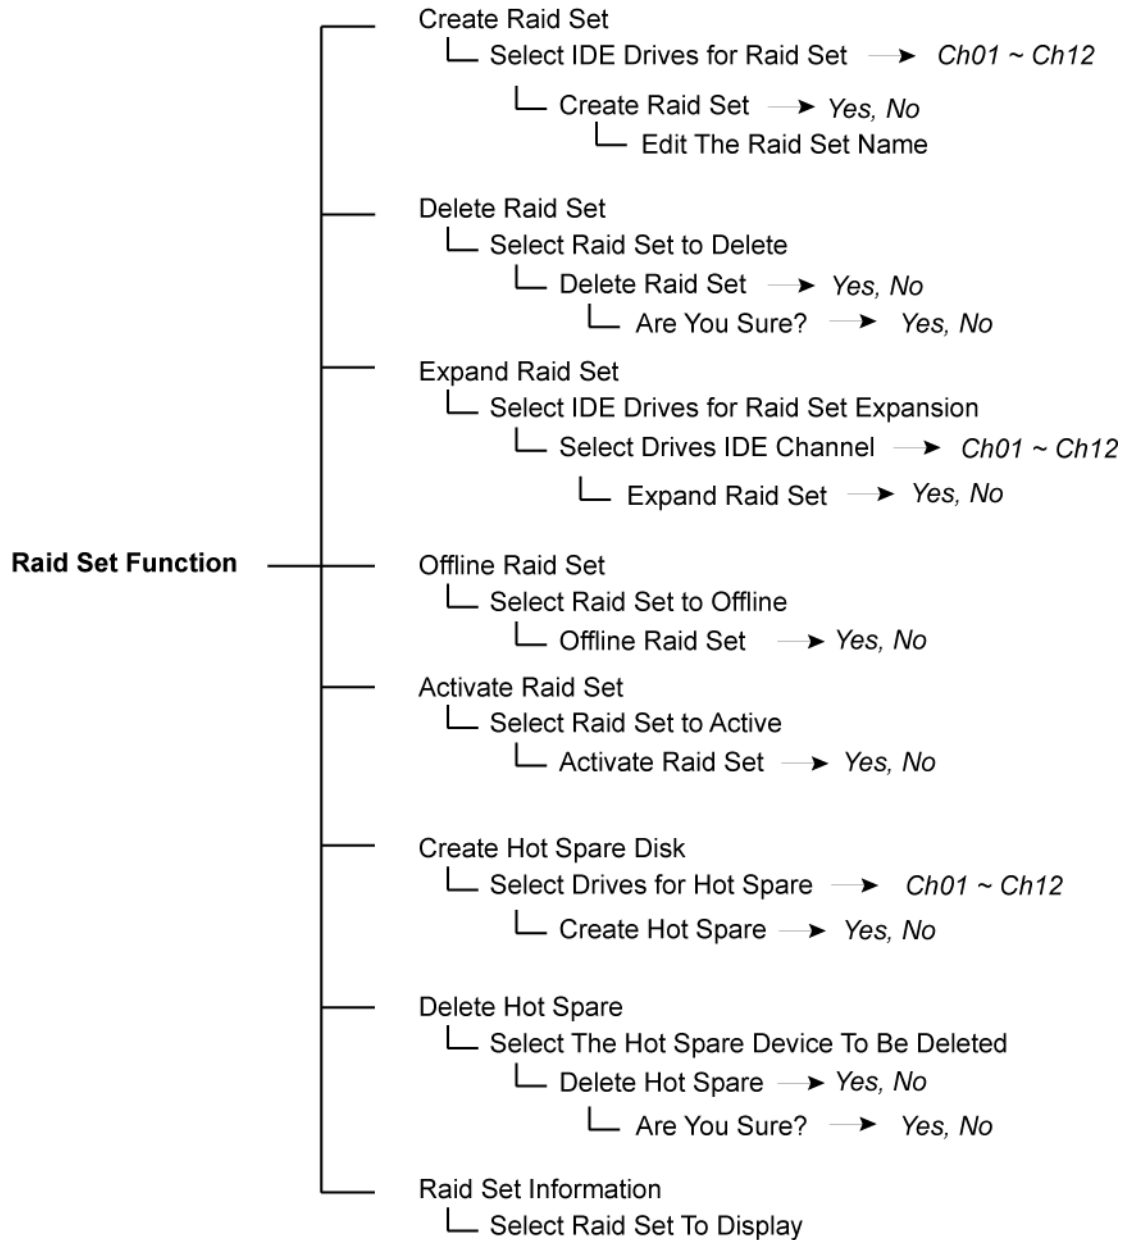 Create Raid Set
Select IDE Drives for Raid Set Ch01 ~ Ch12
Create Raid Set Yes, No
Edit The Raid Set Name
Delete Raid Set
Select Raid Set to Delete
Delete Raid Set Yes, No
Are You Sure? Yes, No
Expand Raid Set
Select IDE Drives for Raid Set Expansion
Select Drives IDE Channel Ch01 ~ Ch12
Expand Raid Set Yes, No
Raid Set Function
Offline Raid Set
Select Raid Set to Offline
Offline Raid Set Yes, No
Activate Raid Set
Select Raid Set to Active
Activate Raid Set Yes, No
Create Hot Spare Disk
Select Drives for Hot Spare Ch01 ~ Ch12
Create Hot Spare Yes, No
Delete Hot Spare
Select The Hot Spare Device To Be Deleted
Delete Hot Spare Yes, No
Are You Sure? Yes, No
Raid Set Information
Select Raid Set To Display